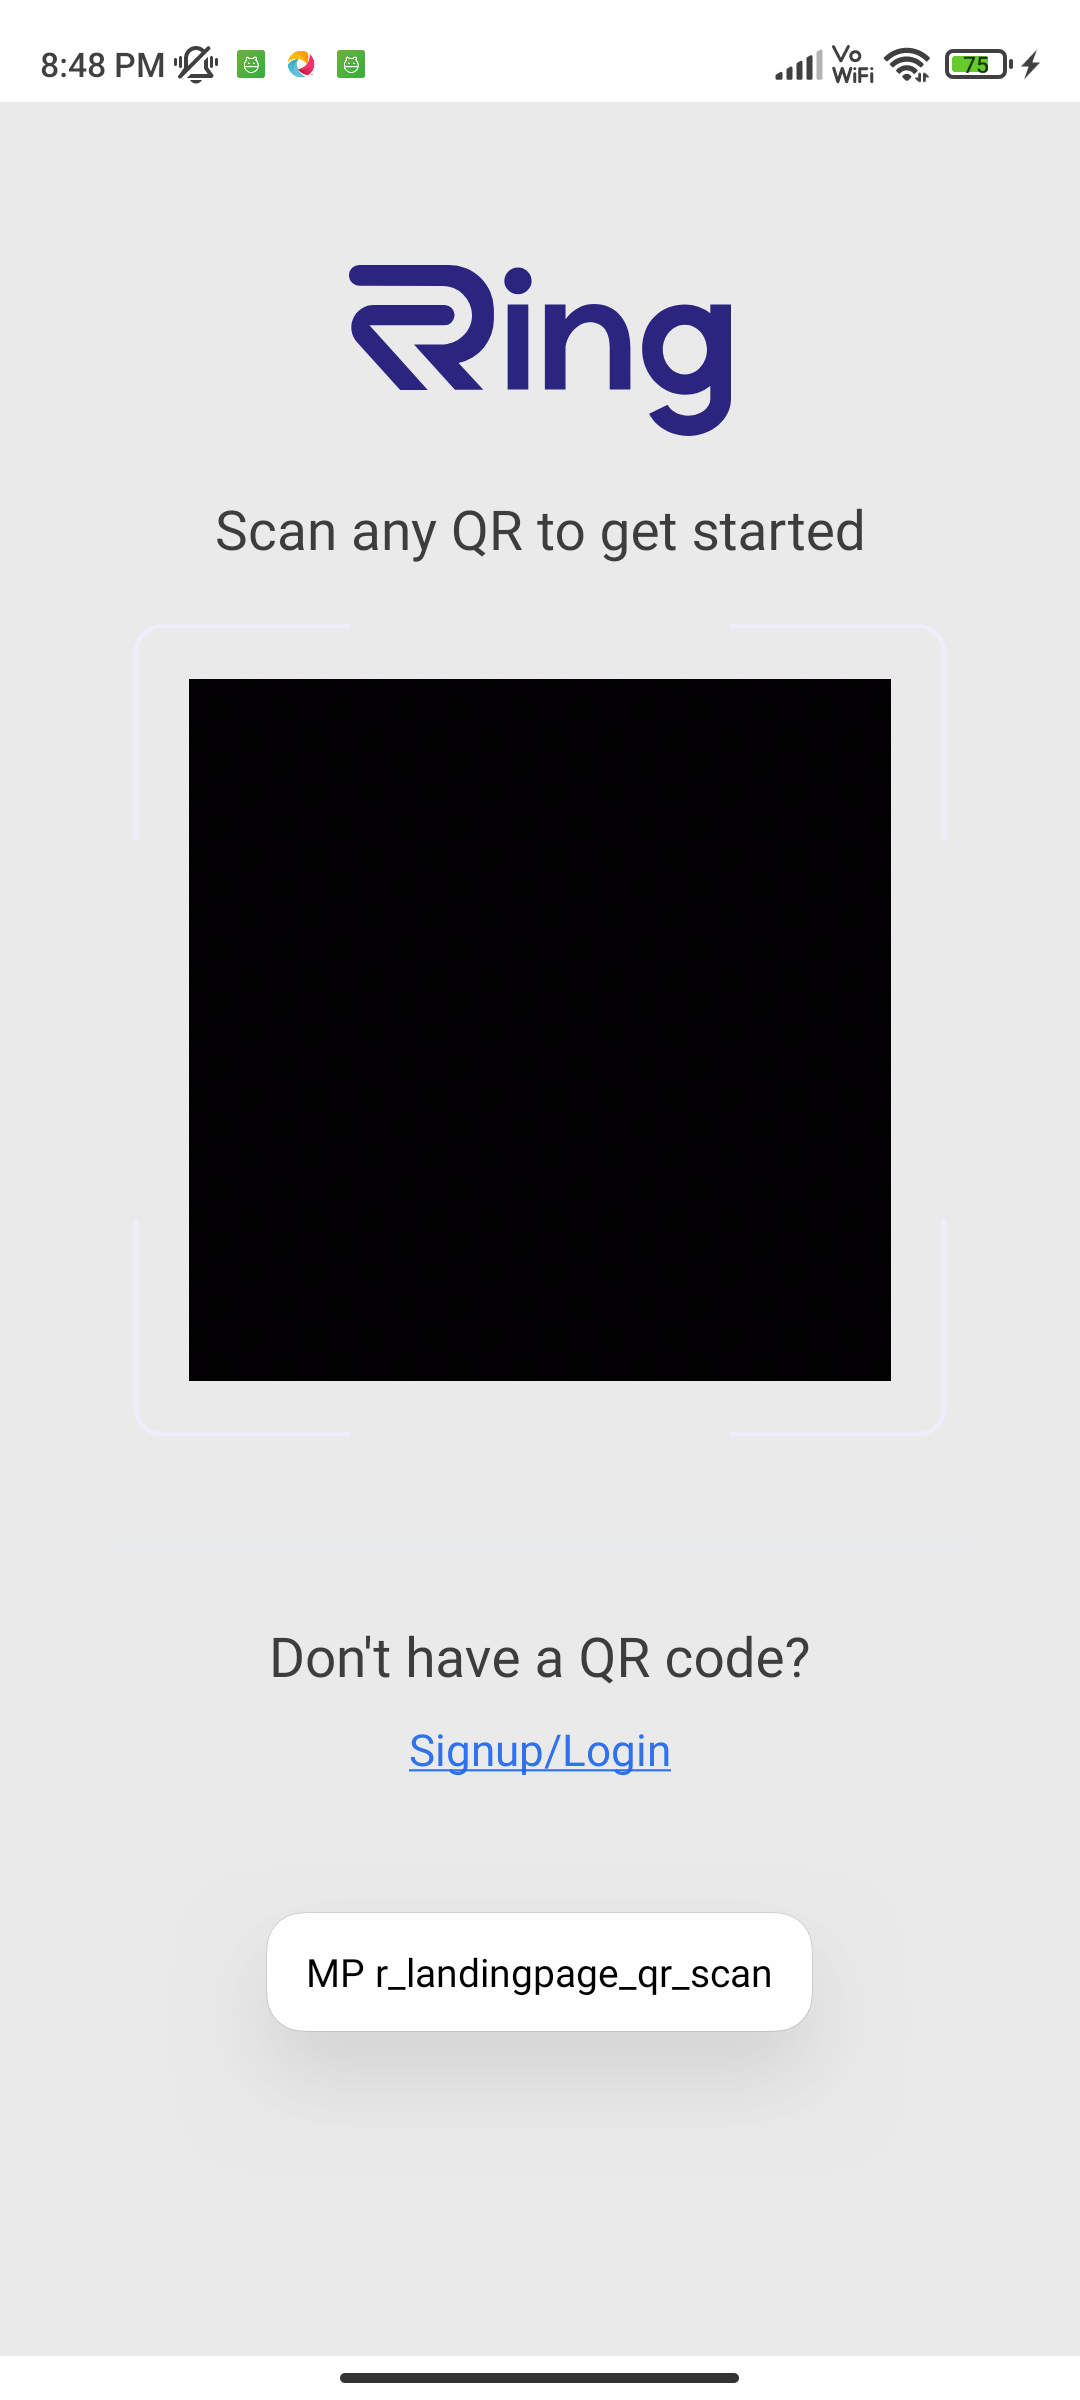 8:48 PM
Vo
WiFi
75
Ring
Scan any QR to get started
Don't have a QR code?
Signup/Login
MP r_landingpage_qr_scan